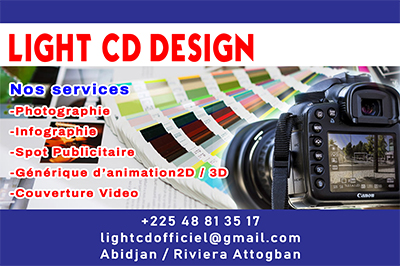 LIGHT CD DESIGN
Nos services
-Photographie
-Infographie
-Spot Publicitaire
-Générique d'animation2D / 3D
-Couverture Video
Canon
+225 48 81 35 17
lightcdofficiel@gmail.com
Abidjan / Riviera Attogban